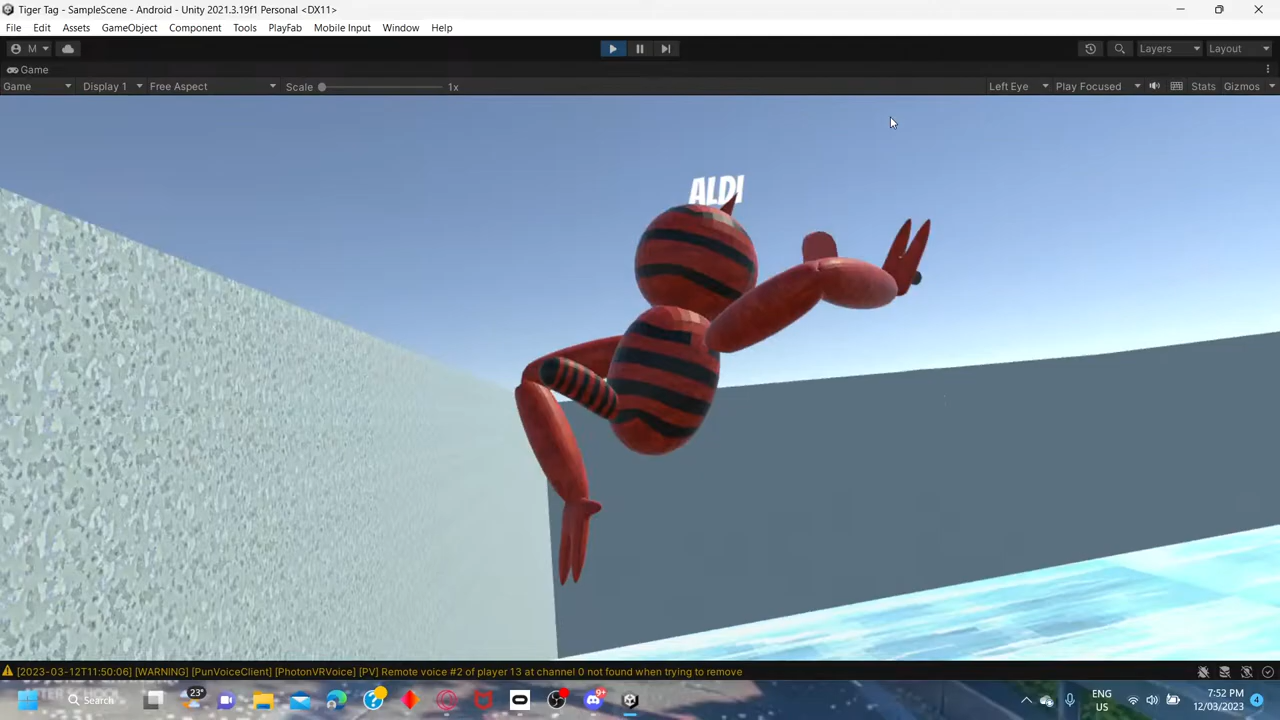 Tiger Tag - SampleScene - Android - Unity 2021.3.19f1 Personal <DX11>
File Edit Assets GameObject Component Tools PlayFab Mobile Input Window Help
M Layers Layout
Game
Game Display 1 Free Aspect Scale 1x Left Eye Play Focused Stats Gizmos
ALDI
[2023-03-12T11:50:06] [WARNING] [PunVoiceClient] [PhotonVRVoice] [PV] Remote voice #2 of player 13 at channel 0 not found when trying to remove
23°
Search
9+
ENG
US
7:52 PM
12/03/2023
4